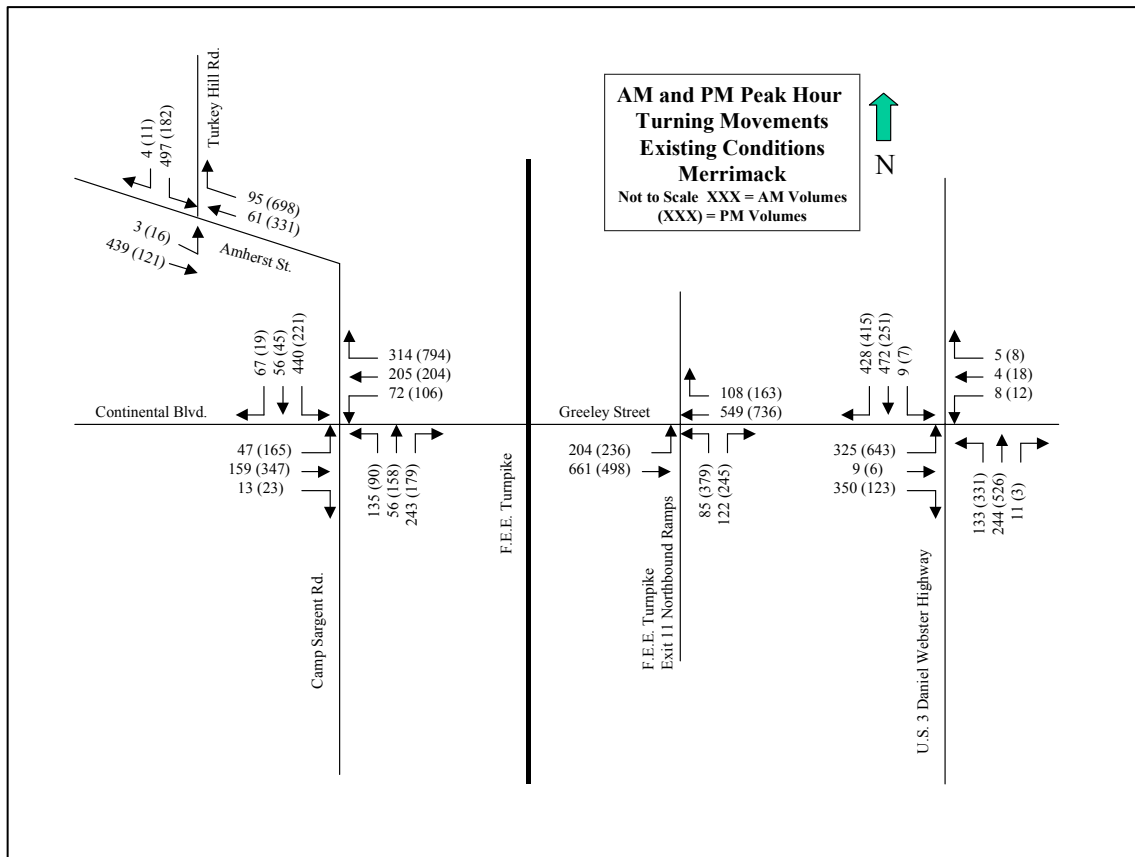 AM and PM Peak Hour
Turning Movements
Existing Conditions
Merrimack
Not to Scale XXX = AM Volumes
(XXX) = PM Volumes
N
Turkey Hill Rd.
4 (11)
497 (182)
95 (698)
61 (331)
3 (16)
439 (121)
Amherst St.
67 (19)
56 (45)
440 (221)
314 (794)
205 (204)
72 (106)
Continental Blvd.
47 (165)
159 (347)
13 (23)
135 (90)
56 (158)
243 (179)
Camp Sargent Rd.
F.E.E. Turnpike
108 (163)
549 (736)
Greeley Street
204 (236)
661 (498)
85 (379)
122 (245)
F.E.E. Turnpike
Exit 11 Northbound Ramps
428 (415)
472 (251)
9 (7)
5 (8)
4 (18)
8 (12)
325 (643)
9 (6)
350 (123)
133 (331)
244 (526)
11 (3)
U.S. 3 Daniel Webster Highway